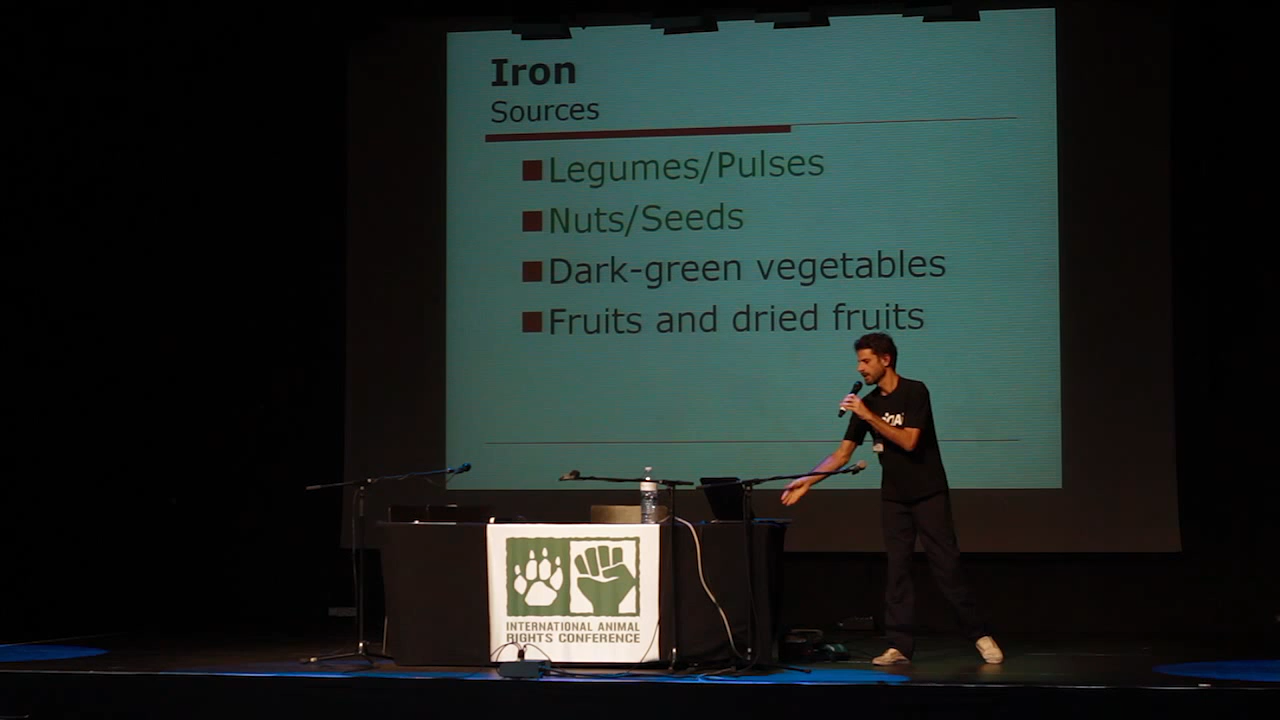 Iron
Sources
Legumes/Pulses
Nuts/Seeds
Dark-green vegetables
Fruits and dried fruits
INTERNATIONAL ANIMAL
RIGHTS CONFERENCE